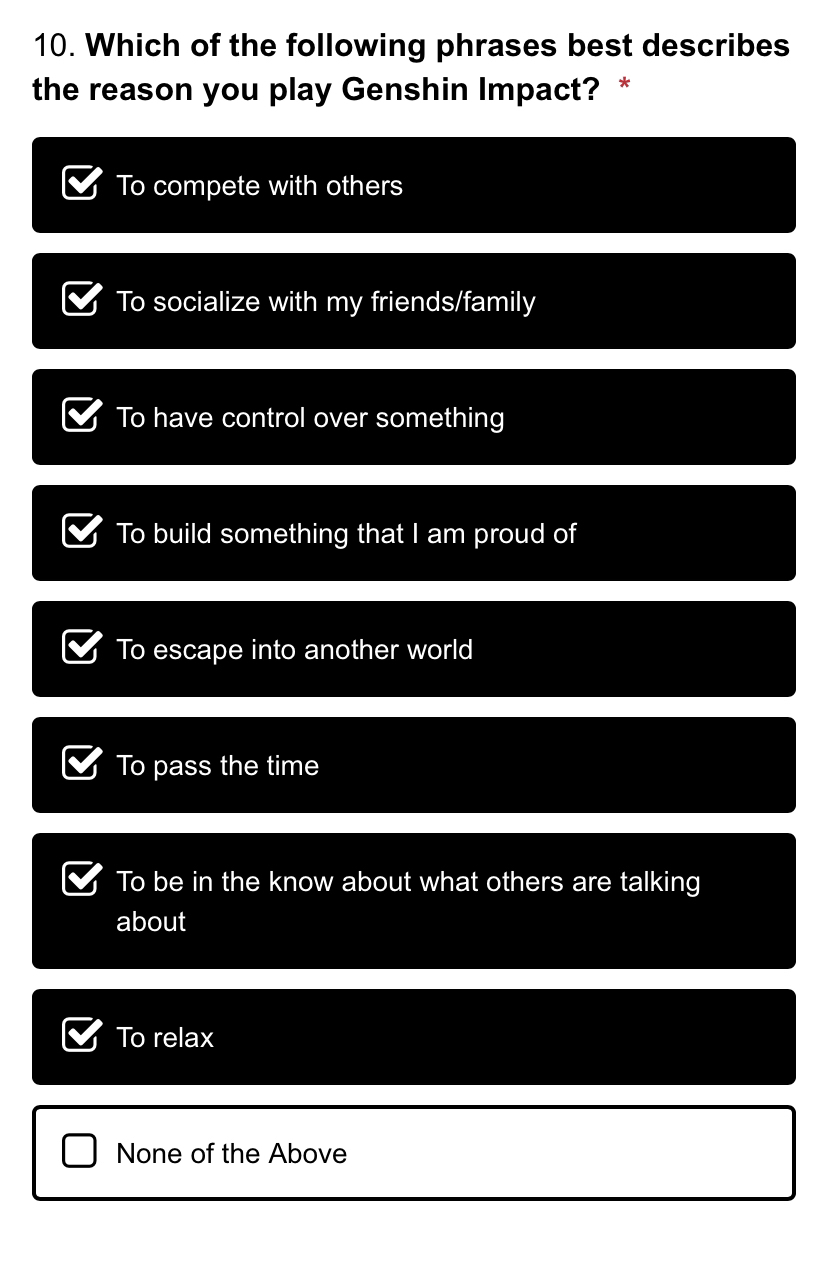 10. Which of the following phrases best describes
the reason you play Genshin Impact? *
To compete with others
To socialize with my friends/family
To have control over something
To build something that I am proud of
To escape into another world
To pass the time
To be in the know about what others are talking
about
To relax
None of the Above